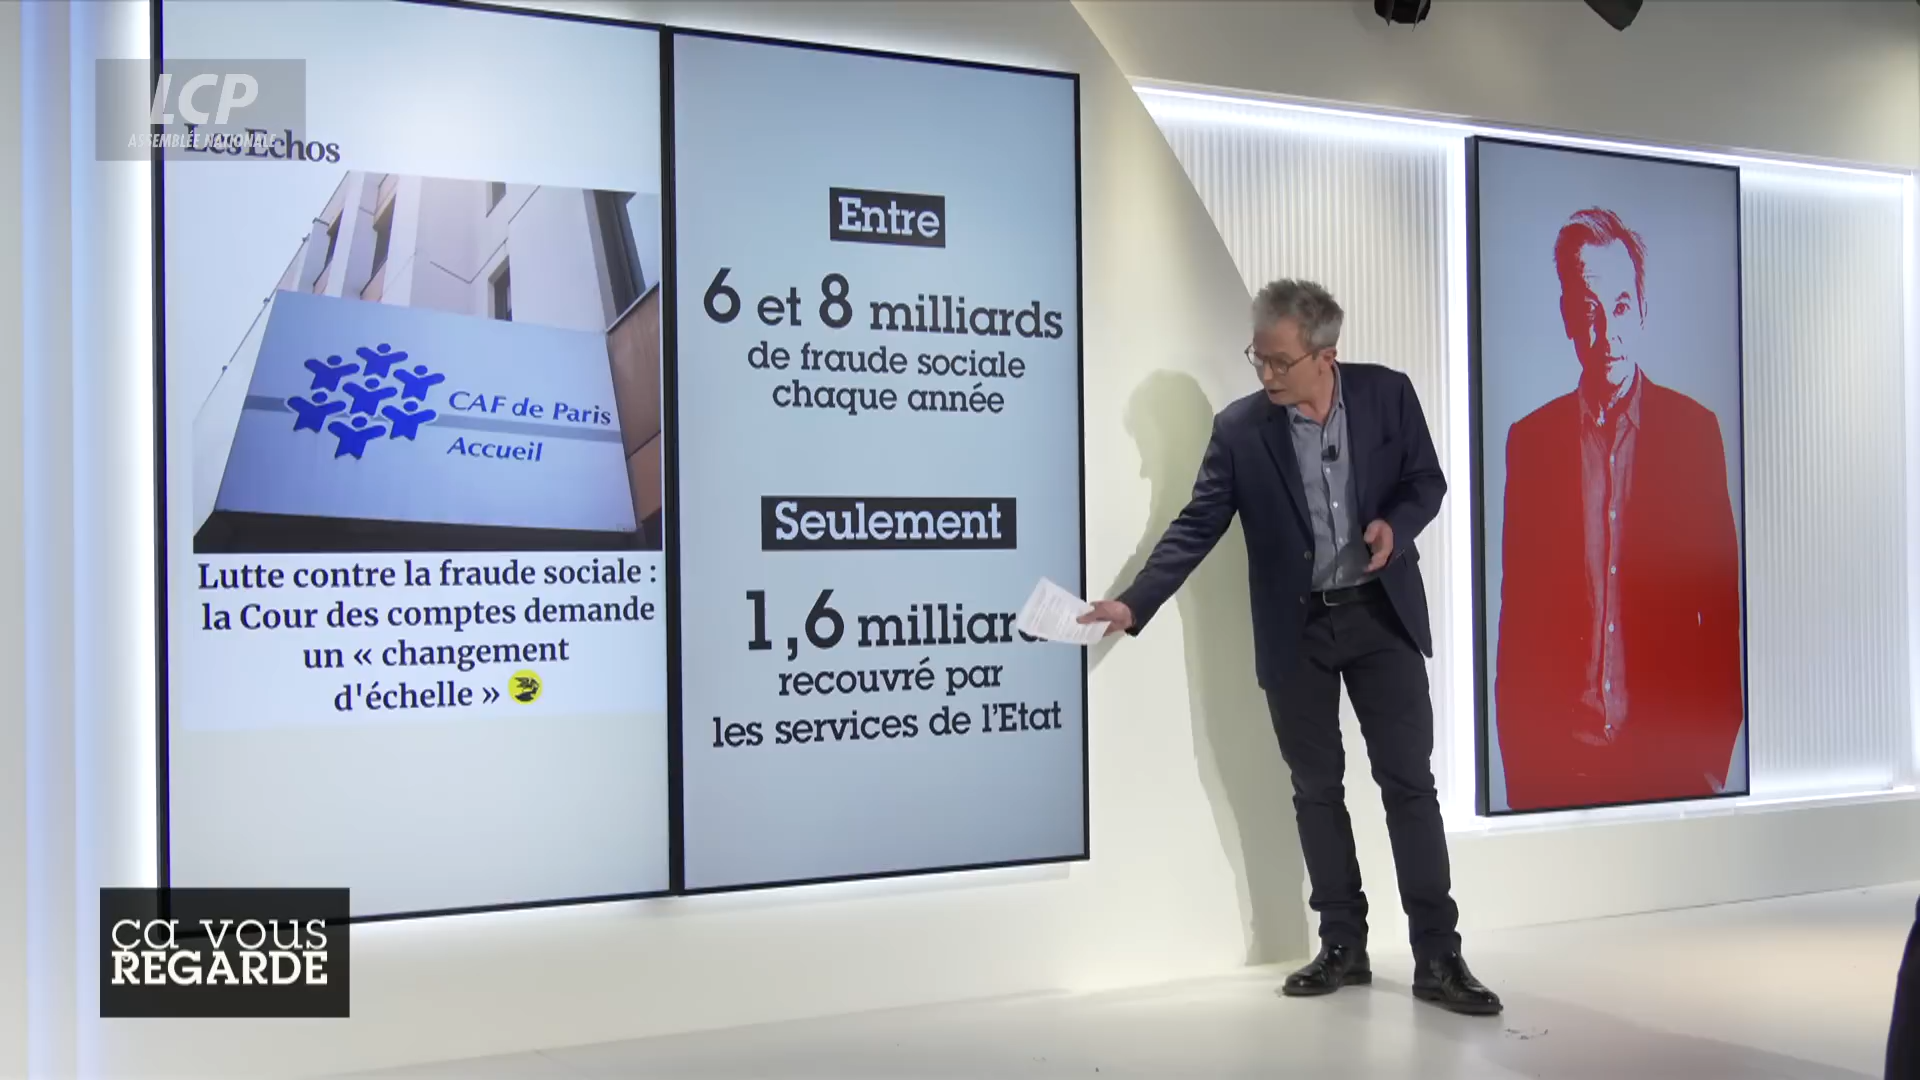 LCP
ASSEMBLÉE NATIONALE
Les Echos
CAF de Paris
Accueil
Lutte contre la fraude sociale :
la Cour des comptes demande
un « changement
d'échelle »
Entre
6 et 8 milliards
de fraude sociale
chaque année
Seulement
1,6
recouvré par
les services de l'Etat
ça vous
REGARDE